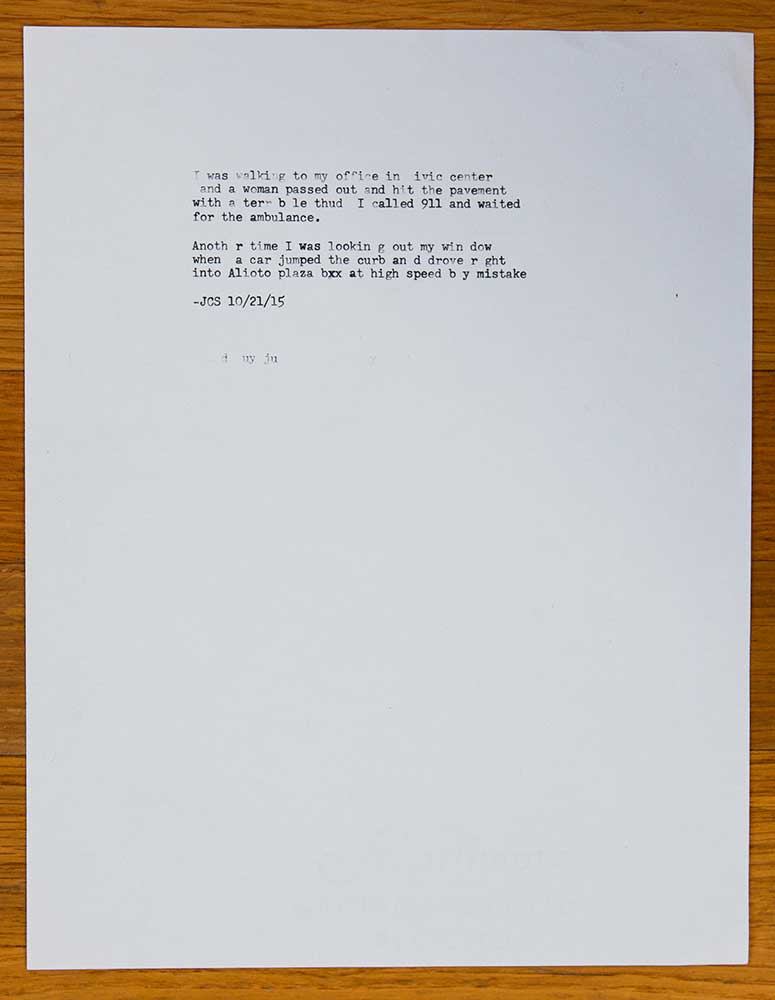 I was walking to my office in  ivic center
 and a woman passed out and hit the pavement
with a terr b le thud  I called 911 and waited
for the ambulance.

Anoth r time I was lookin g out my win dow
when  a car jumped the curb an d drove r ght
into Alioto plaza bxx at high speed b y mistake

-JCS 10/21/15

d  uy ju